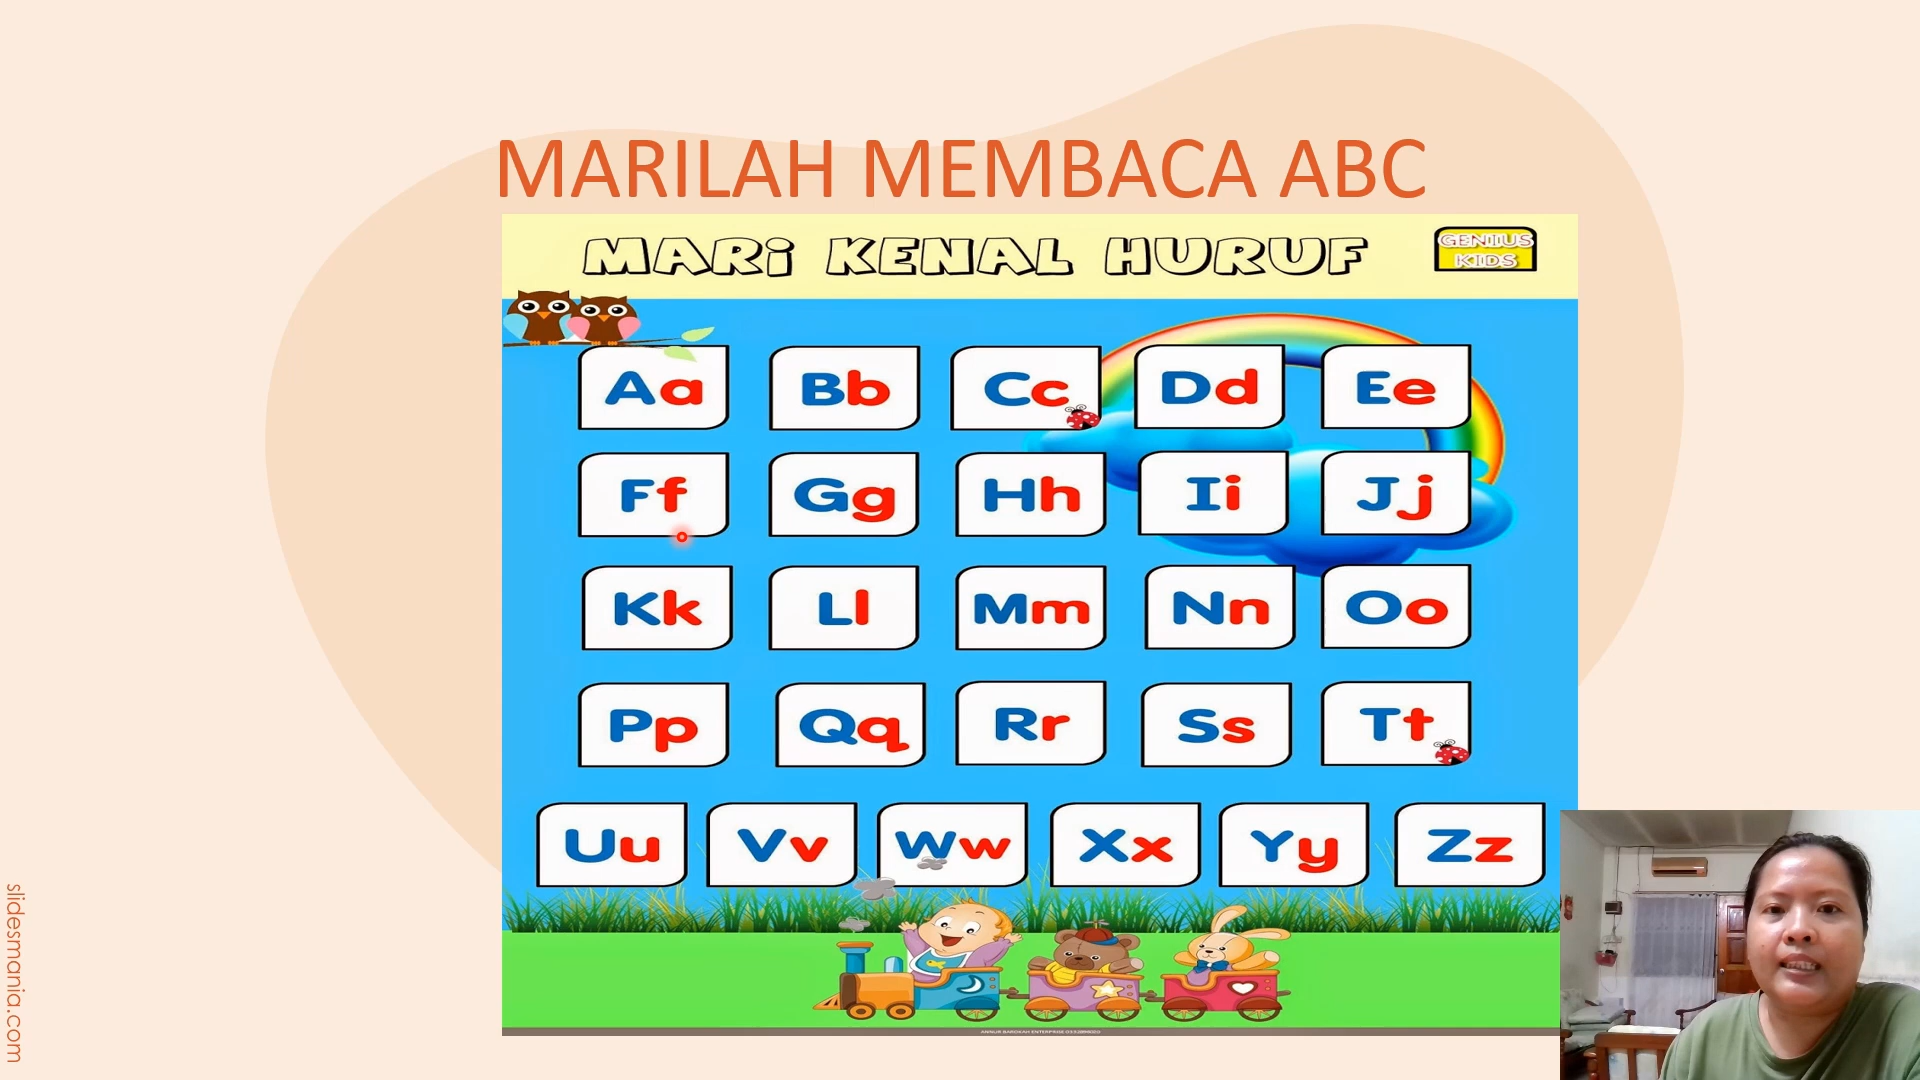 MARILAH MEMBACA ABC
MARi KENAL HURUF
GENIUS
KIDS
Aa Bb Cc Dd Ee
Ff Gg Hh Ii Jj
Kk Ll Mm Nn Oo
Pp Qq Rr Ss Tt
Uu Vv Ww Xx Yy Zz
slidesmania.com